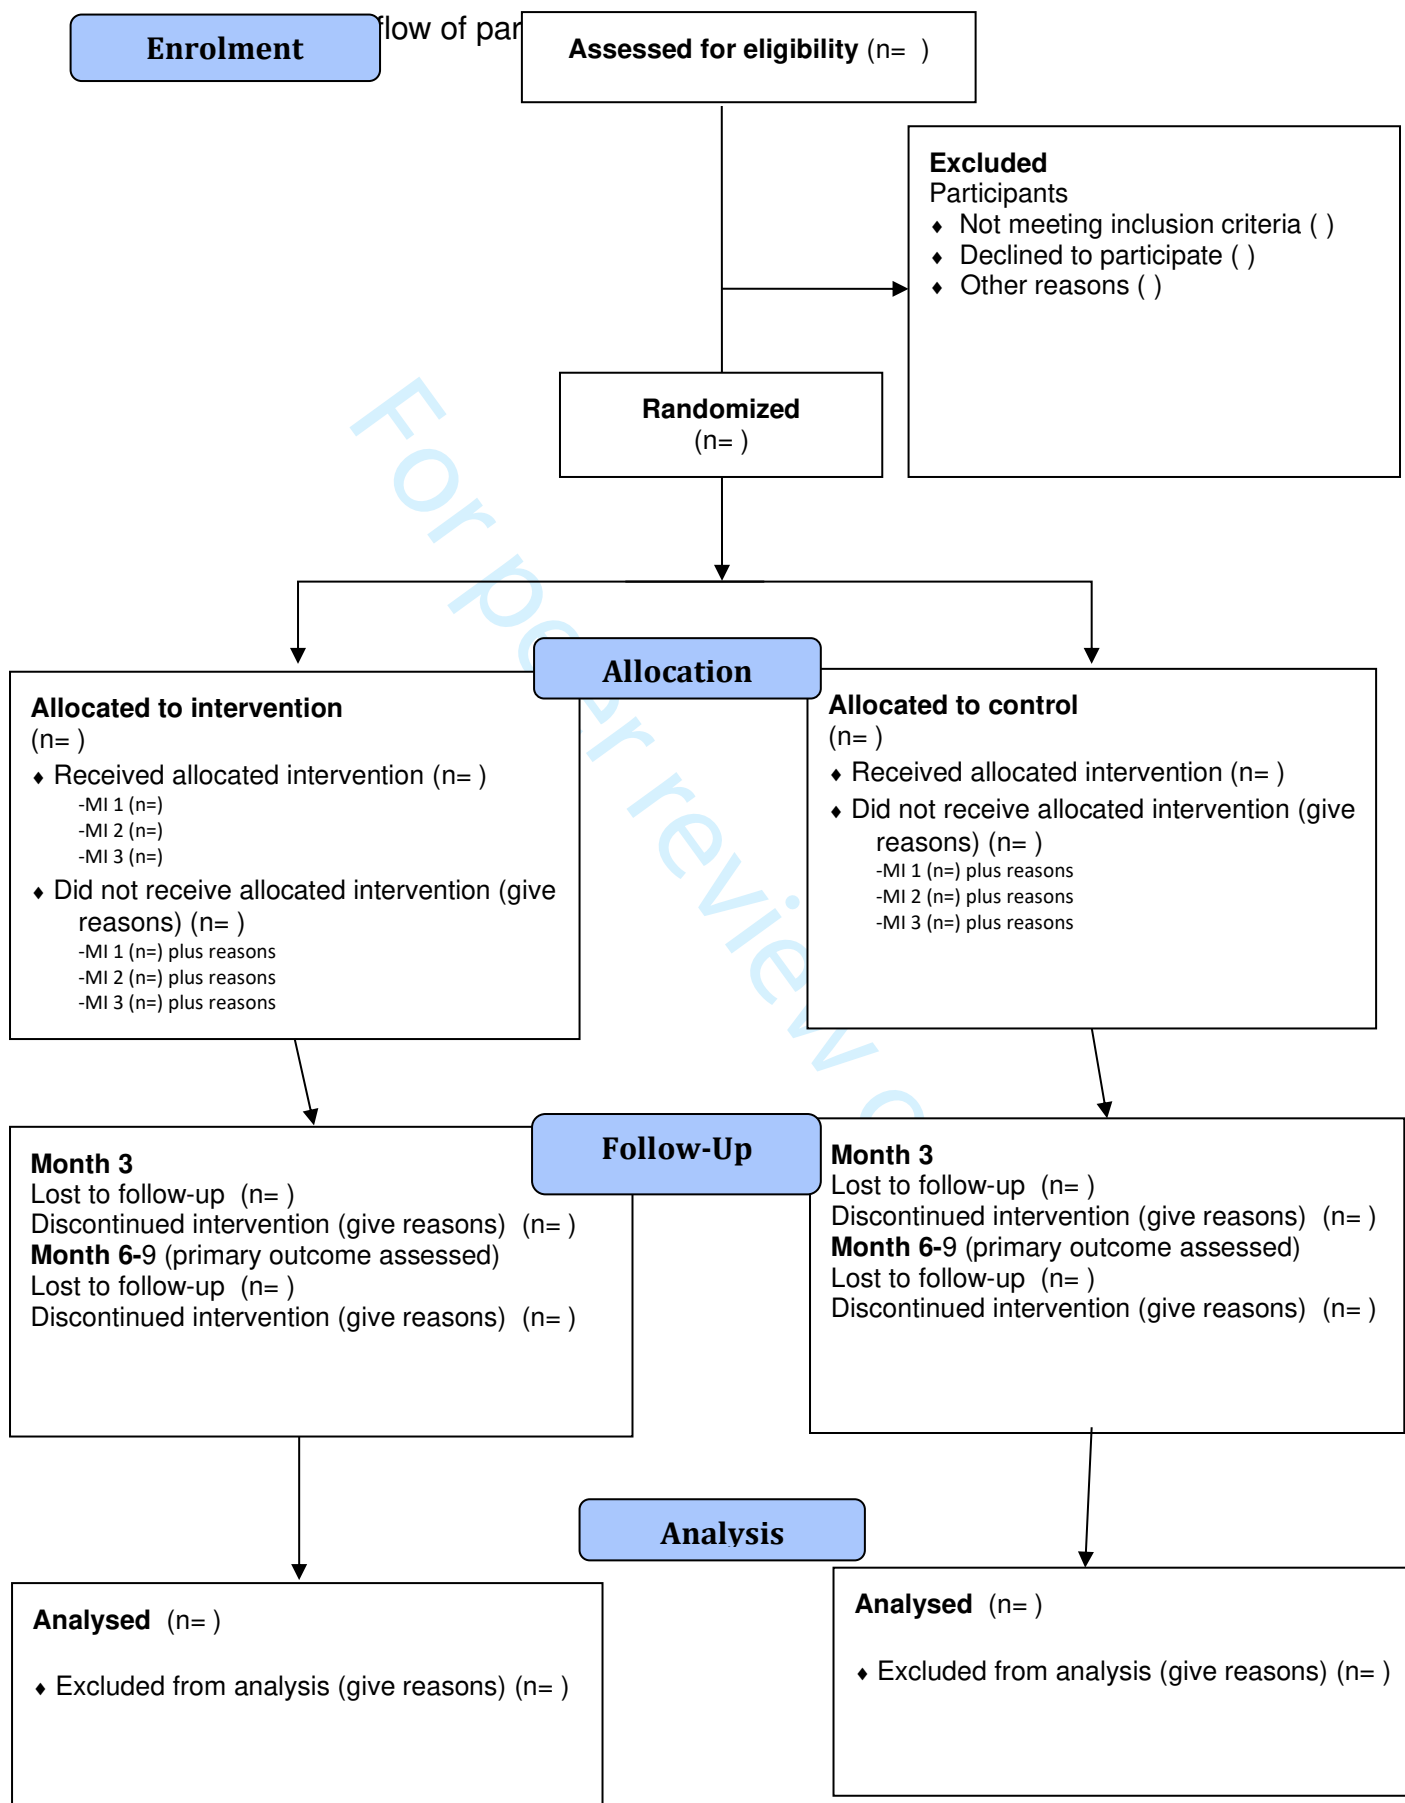 flow of par
Enrolment
Assessed for eligibility (n=  )
Excluded
Participants
♦ Not meeting inclusion criteria ( )
♦ Declined to participate ( )
♦ Other reasons ( )
Randomized
(n= )
Allocation
Allocated to intervention
(n= )
♦ Received allocated intervention (n= )
-MI 1 (n=)
-MI 2 (n=)
-MI 3 (n=)
♦ Did not receive allocated intervention (give
reasons) (n= )
-MI 1 (n=) plus reasons
-MI 2 (n=) plus reasons
-MI 3 (n=) plus reasons
Allocated to control
(n= )
♦ Received allocated intervention (n= )
♦ Did not receive allocated intervention (give
reasons) (n= )
-MI 1 (n=) plus reasons
-MI 2 (n=) plus reasons
-MI 3 (n=) plus reasons
Follow-Up
Month 3
Lost to follow-up  (n= )
Discontinued intervention (give reasons)  (n= )
Month 6-9 (primary outcome assessed)
Lost to follow-up  (n= )
Discontinued intervention (give reasons)  (n= )
Month 3
Lost to follow-up  (n= )
Discontinued intervention (give reasons)  (n= )
Month 6-9 (primary outcome assessed)
Lost to follow-up  (n= )
Discontinued intervention (give reasons)  (n= )
Analysis
Analysed  (n= )
♦ Excluded from analysis (give reasons) (n= )
Analysed  (n= )
♦ Excluded from analysis (give reasons) (n= )
For peer review